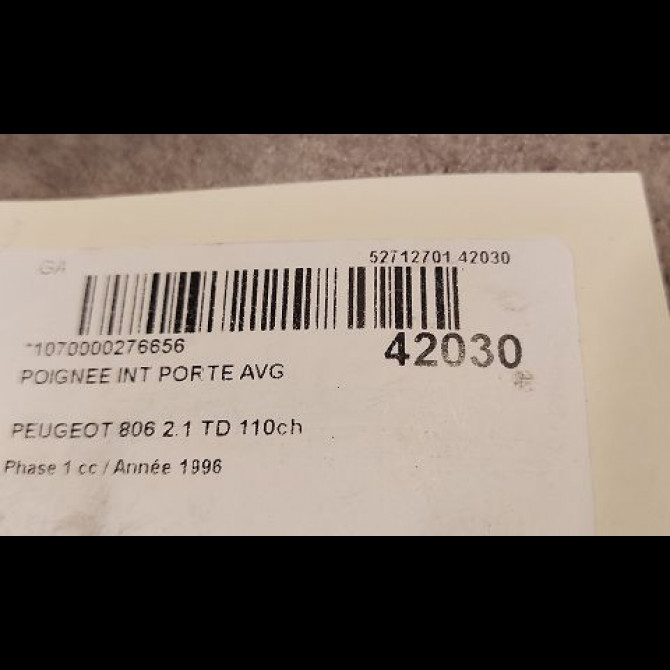 GA 52712701 42030
*1070000276656 42030
POIGNEE INT PORTE AVG
PEUGEOT 806 2.1 TD 110ch
Phase 1 cc / Année 1996